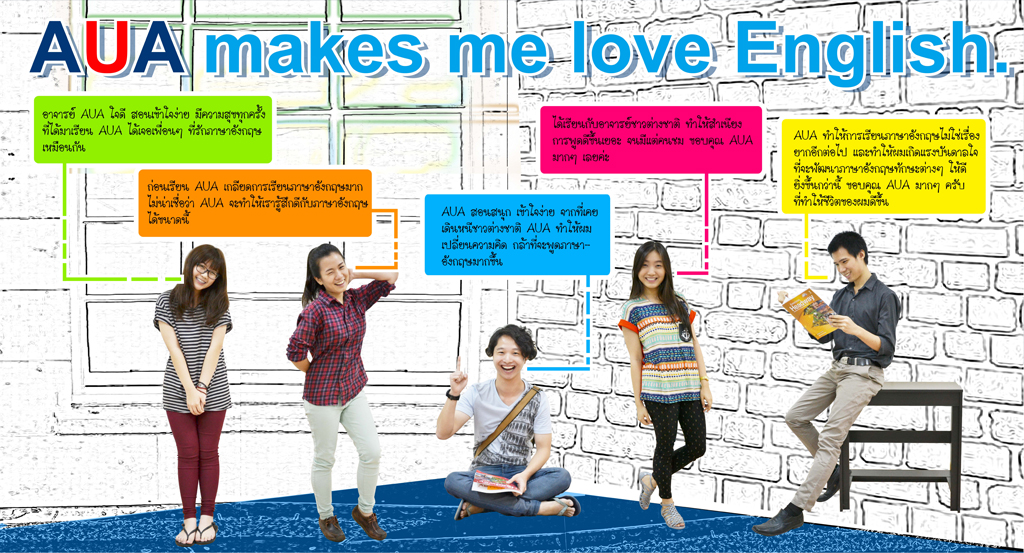 AUA makes me love English.
อาจารย์ AUA ใจดี สอนเข้าใจง่าย มีความสุขทุกครั้ง
ที่ได้มาเรียน AUA ได้เจอเพื่อนๆ ที่รักภาษาอังกฤษ
เหมือนกัน
ก่อนเรียน AUA เกลียดการเรียนภาษาอังกฤษมาก
ไม่น่าเชื่อว่า AUA จะทำให้เรารู้สึกดีกับภาษาอังกฤษ
ได้ขนาดนี้
AUA สอนสนุก เข้าใจง่าย จากที่เคย
เดินหนีชาวต่างชาติ AUA ทำให้ผม
เปลี่ยนความคิด กล้าที่จะพูดภาษา-
อังกฤษมากขึ้น
ได้เรียนกับอาจารย์ชาวต่างชาติ ทำให้สำเนียง
การพูดดีขึ้นเยอะ จนมีแต่คนชม ขอบคุณ AUA
มากๆ เลยค่ะ
AUA ทำให้การเรียนภาษาอังกฤษไม่ใช่เรื่อง
ยากอีกต่อไป และทำให้ผมเกิดแรงบันดาลใจ
ที่จะพัฒนาภาษาอังกฤษทักษะต่างๆ ให้ดี
ยิ่งขึ้นกว่านี้ ขอบคุณ AUA มากๆ ครับ
ที่ทำให้ชีวิตของผมดีขึ้น
Headway